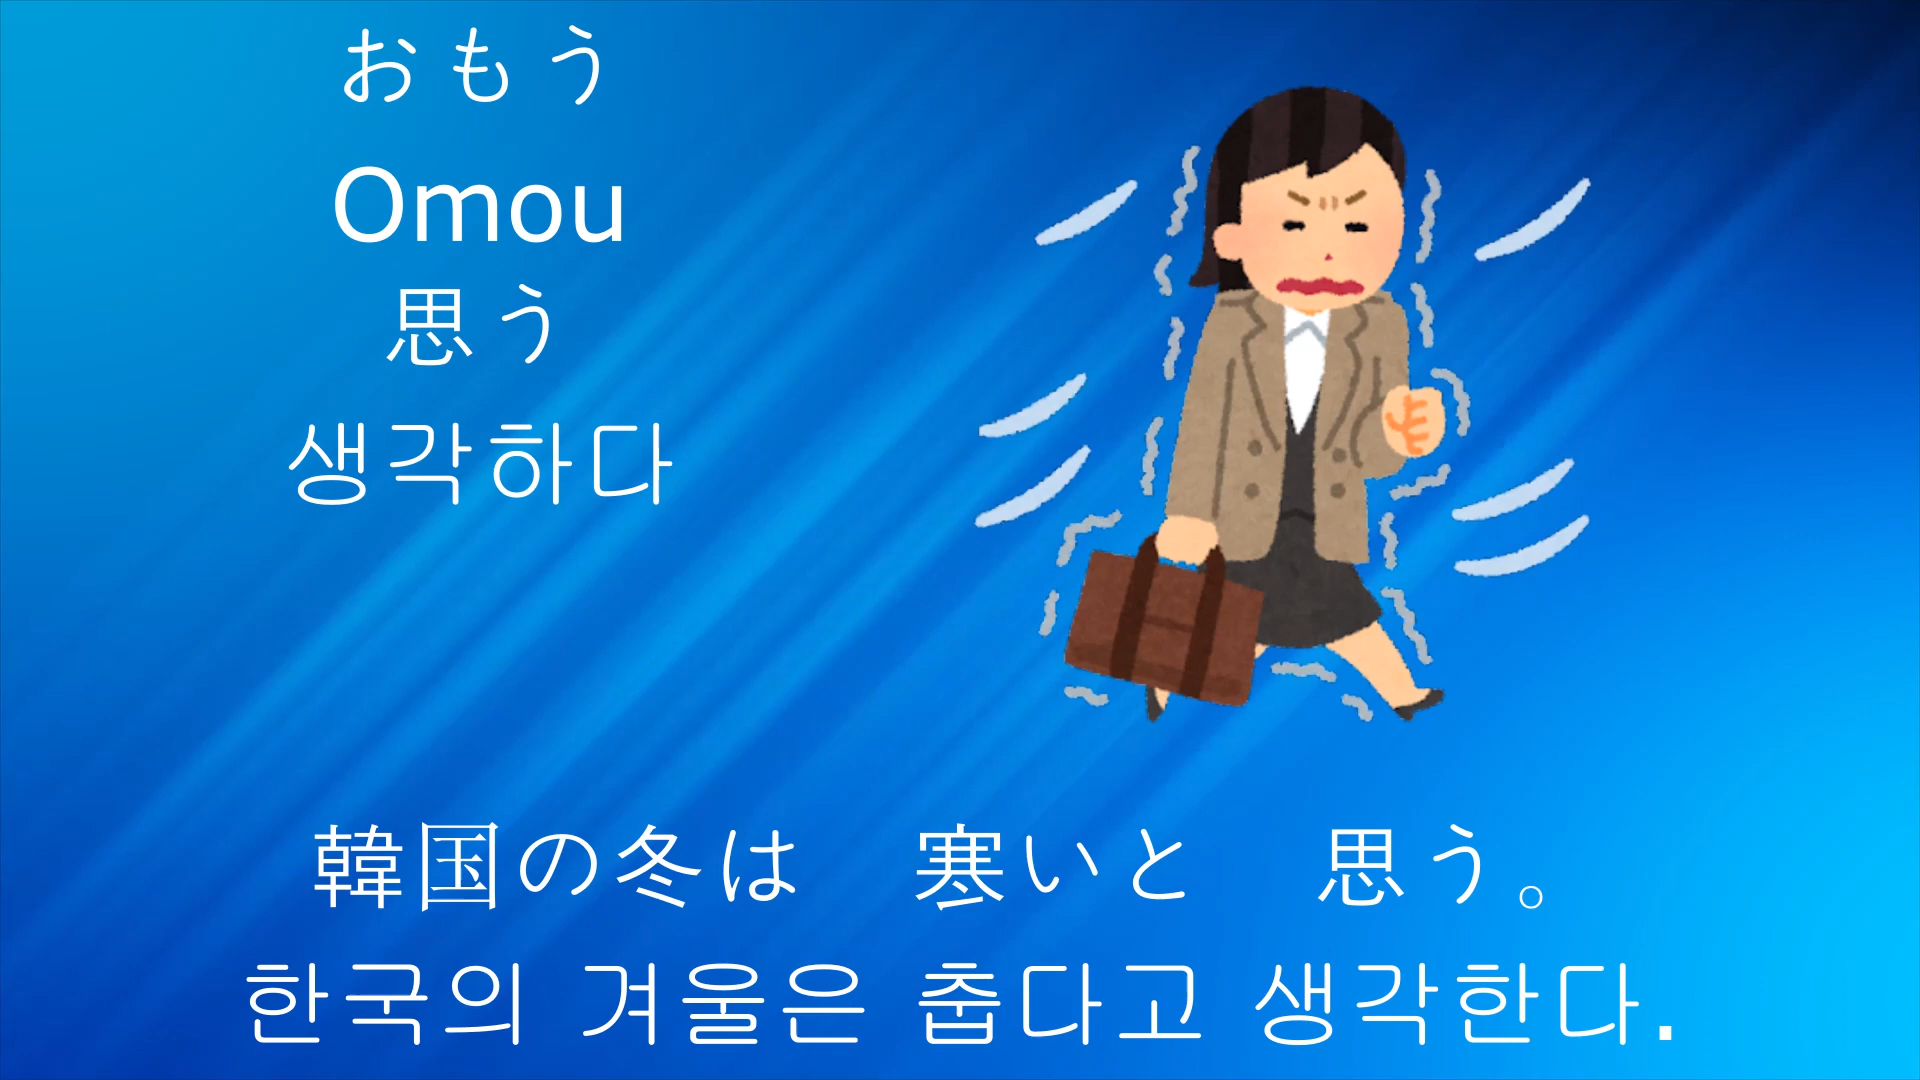 おもう
Omou
思う
생각하다
韓国の冬は　寒いと　思う。
한국의 겨울은 춥다고 생각한다.